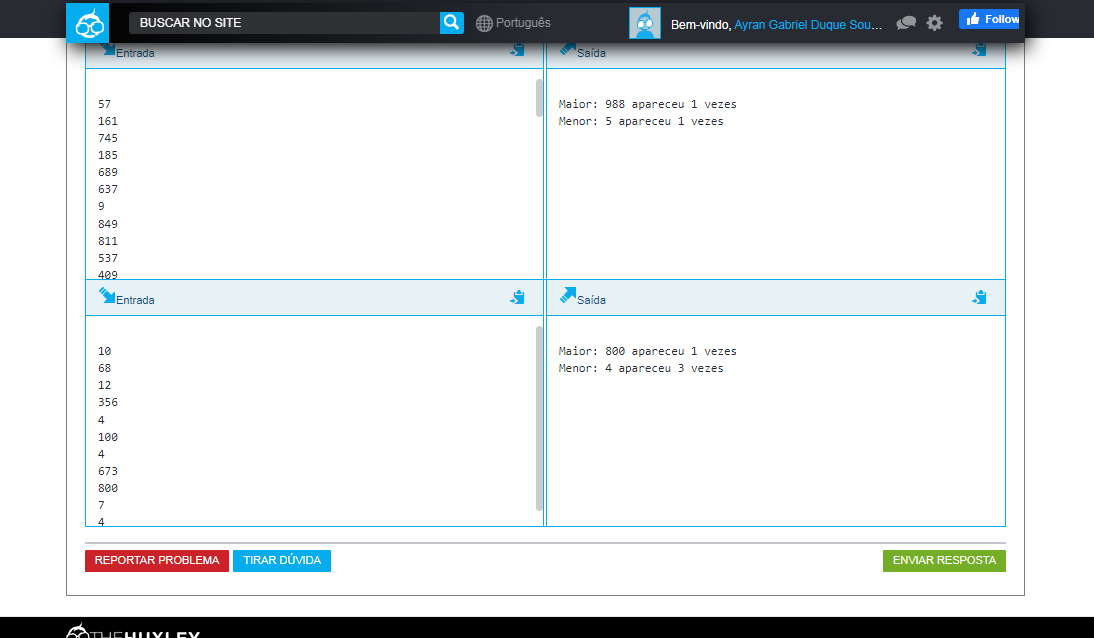 BUSCAR NO SITE
Português
Bem-vindo, Ayran Gabriel Duque Sou...
Follow
Entrada
Saída
57
161
745
185
689
637
9
849
811
537
409
Maior: 988 apareceu 1 vezes
Menor: 5 apareceu 1 vezes
Entrada
Saída
10
68
12
356
4
100
4
673
800
7
4
Maior: 800 apareceu 1 vezes
Menor: 4 apareceu 3 vezes
REPORTAR PROBLEMA
TIRAR DÚVIDA
ENVIAR RESPOSTA
THEHUXLEY